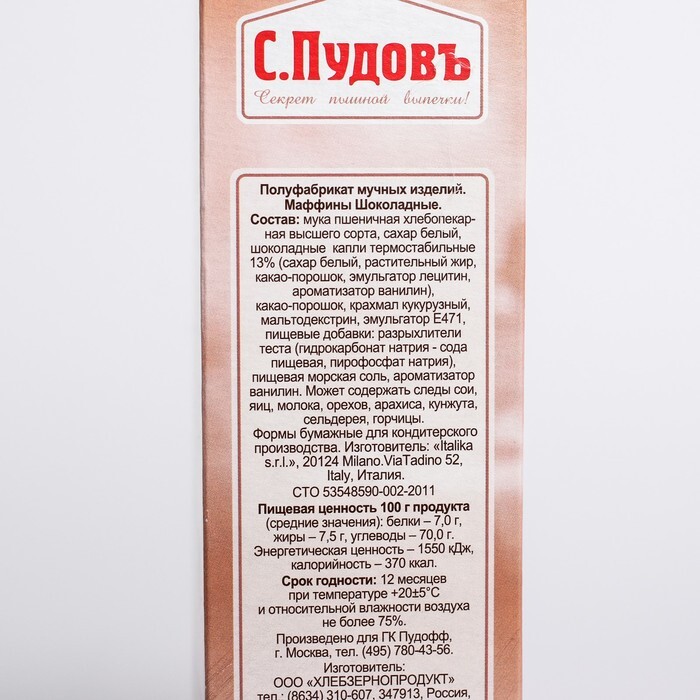 С.Пудовъ
Секрет пышной выпечки!
Полуфабрикат мучных изделий.
Маффины Шоколадные.
Состав: мука пшеничная хлебопекар-
ная высшего сорта, сахар белый,
шоколадные капли термостабильные
13% (сахар белый, растительный жир,
какао-порошок, эмульгатор лецитин,
ароматизатор ванилин),
какао-порошок, крахмал кукурузный,
мальтодекстрин, эмульгатор Е471,
пищевые добавки: разрыхлители
теста (гидрокарбонат натрия - сода
пищевая, пирофосфат натрия),
пищевая морская соль, ароматизатор
ванилин. Может содержать следы сои,
яиц, молока, орехов, арахиса, кунжута,
сельдерея, горчицы.
Формы бумажные для кондитерского
производства. Изготовитель: «Italika
s.r.l.», 20124 Milano.ViaTadino 52,
Italy, Италия.
СТО 53548590-002-2011
Пищевая ценность 100 г продукта
(средние значения): белки – 7,0 г,
жиры – 7,5 г, углеводы – 70,0 г.
Энергетическая ценность – 1550 кДж,
калорийность – 370 ккал.
Срок годности: 12 месяцев
при температуре +20±5°С
и относительной влажности воздуха
не более 75%.
Произведено для ГК Пудофф,
г. Москва, тел. (495) 780-43-56.
Изготовитель:
ООО «ХЛЕБЗЕРНОПРОДУКТ»
тел.: (8634) 310-607, 347913, Россия,